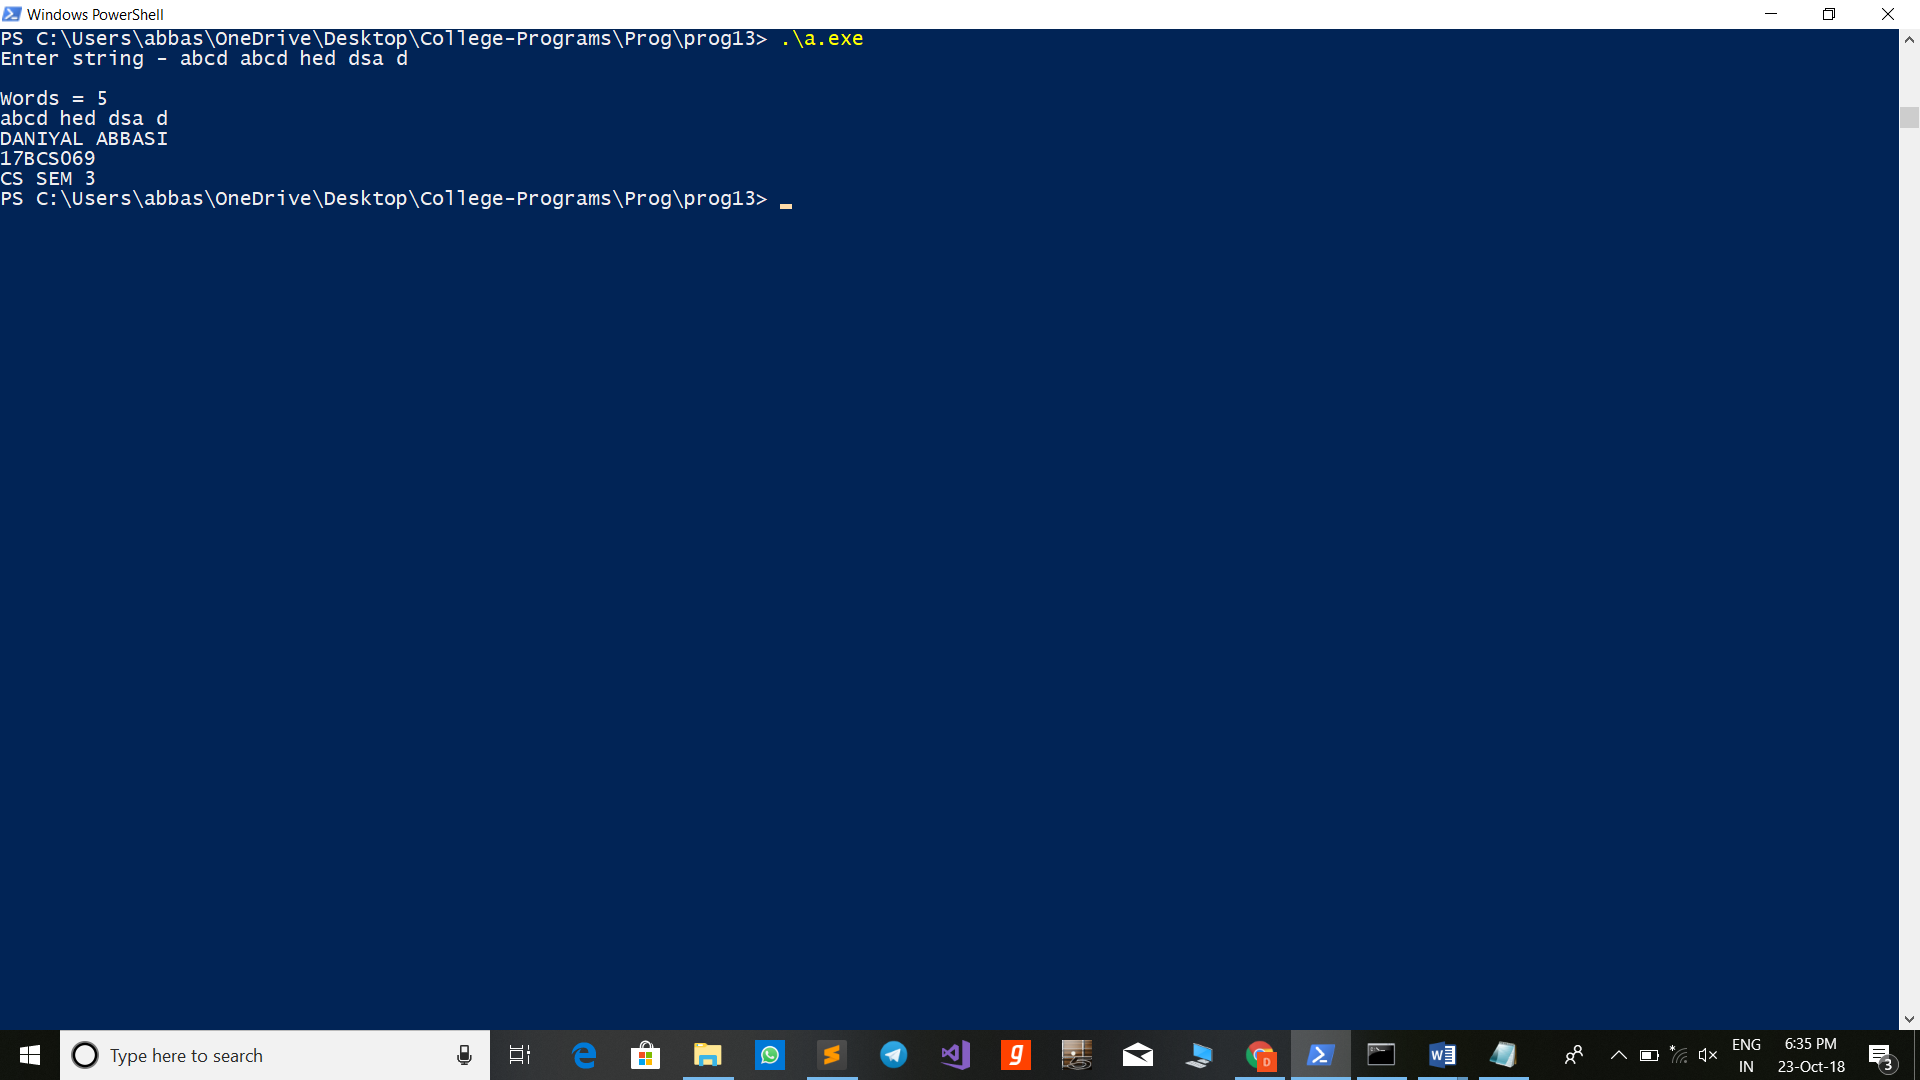 Windows PowerShell
PS C:\Users\abbas\OneDrive\Desktop\College-Programs\Prog\prog13> .\a.exe
Enter string - abcd abcd hed dsa d
Words = 5
abcd hed dsa d
DANIYAL ABBASI
17BCS069
CS SEM 3
PS C:\Users\abbas\OneDrive\Desktop\College-Programs\Prog\prog13>
Type here to search
ENG
IN
6:35 PM
23-Oct-18
3